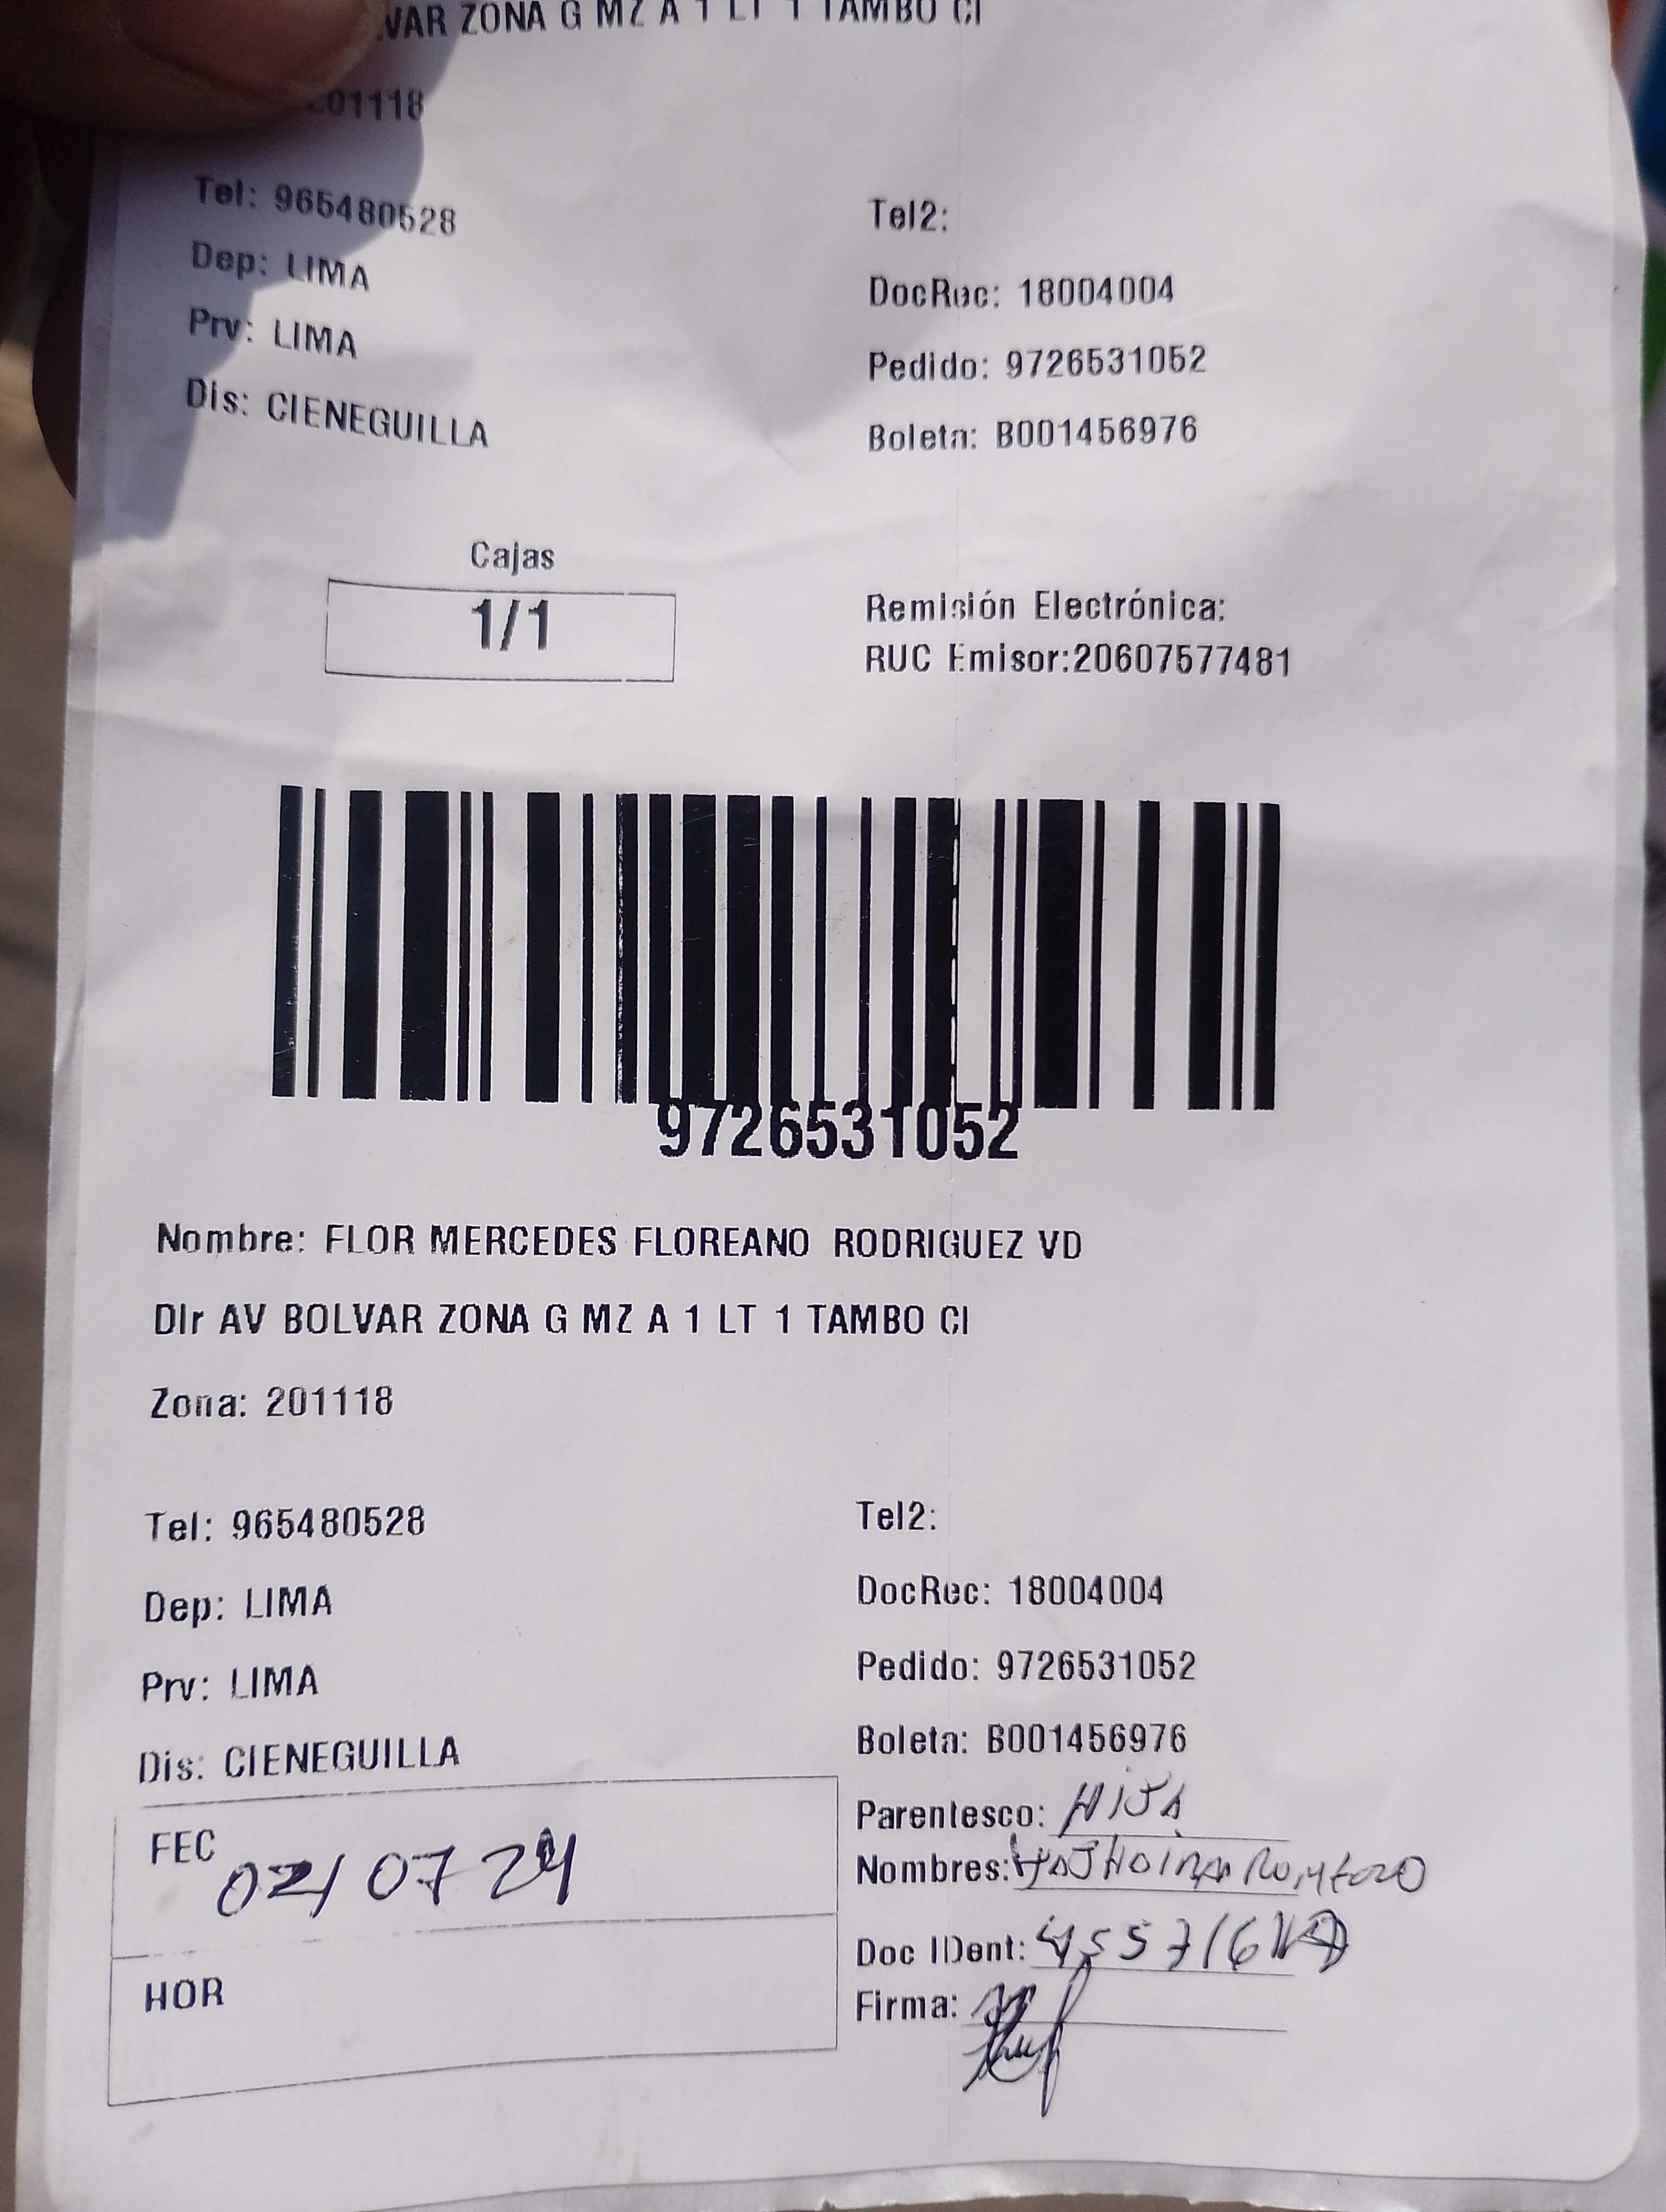 VAR ZONA G MZ A 1 LT 1 TAMBO CI
01118
Tel: 965480528
Tel2:
Dep: LIMA
DocRec: 18004004
Prv: LIMA
Pedido: 9726531052
Dis: CIENEGUILLA
Boleta: B001456976
Cajas
1/1
Remisión Electrónica:
RUC Emisor:20607577481
9726531052
Nombre: FLOR MERCEDES FLOREANO RODRIGUEZ VD
DIr AV BOLVAR ZONA G MZ A 1 LT 1 TAMBO CI
Zona: 201118
Tel: 965480528
Tel2:
Dep: LIMA
DocRec: 18004004
Prv: LIMA
Pedido: 9726531052
Dis: CIENEGUILLA
Boleta: B001456976
Parentesco: HIJA
FEC 02/07 24
Nombres: ROMERO
Doc IDent:
HOR
Firma: